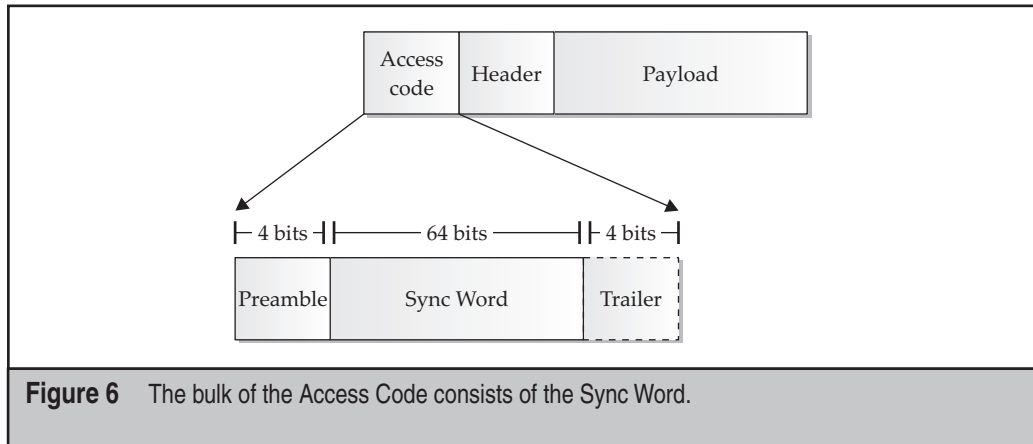 Access
code
Header
Payload
4 bits
64 bits
4 bits
Preamble
Sync Word
Trailer
Figure 6 The bulk of the Access Code consists of the Sync Word.